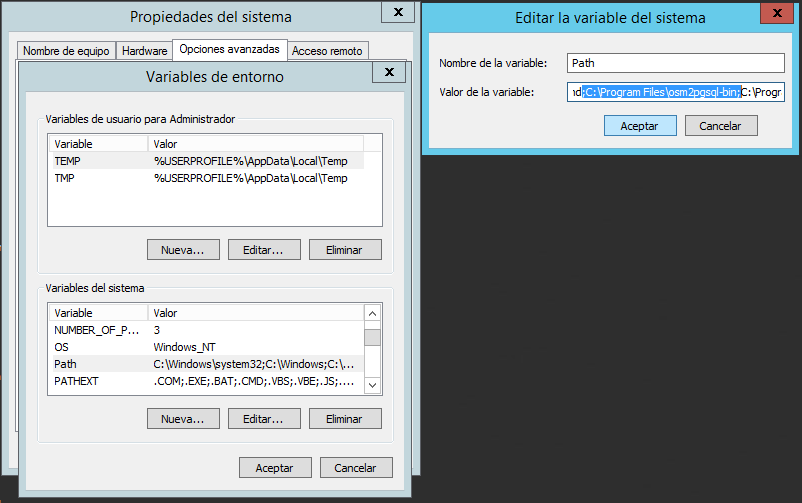 Propiedades del sistema
x
Nombre de equipo
Hardware
Opciones avanzadas
Acceso remoto
Variables de entorno
x
Variables de usuario para Administrador
Variable Valor
TEMP %USERPROFILE%\AppData\Local\Temp
TMP %USERPROFILE%\AppData\Local\Temp
Nueva... Editar... Eliminar
Variables del sistema
Variable Valor
NUMBER_OF_P... 3
OS Windows_NT
Path C:\Windows\system32;C:\Windows;C:\...
PATHEXT .COM;.EXE;.BAT;.CMD;.VBS;.VBE;.JS;....
Nueva... Editar... Eliminar
Aceptar Cancelar
Editar la variable del sistema
x
Nombre de la variable: Path
Valor de la variable: nd;C:\Program Files\osm2pgsql-bin;C:\Progr
Aceptar Cancelar